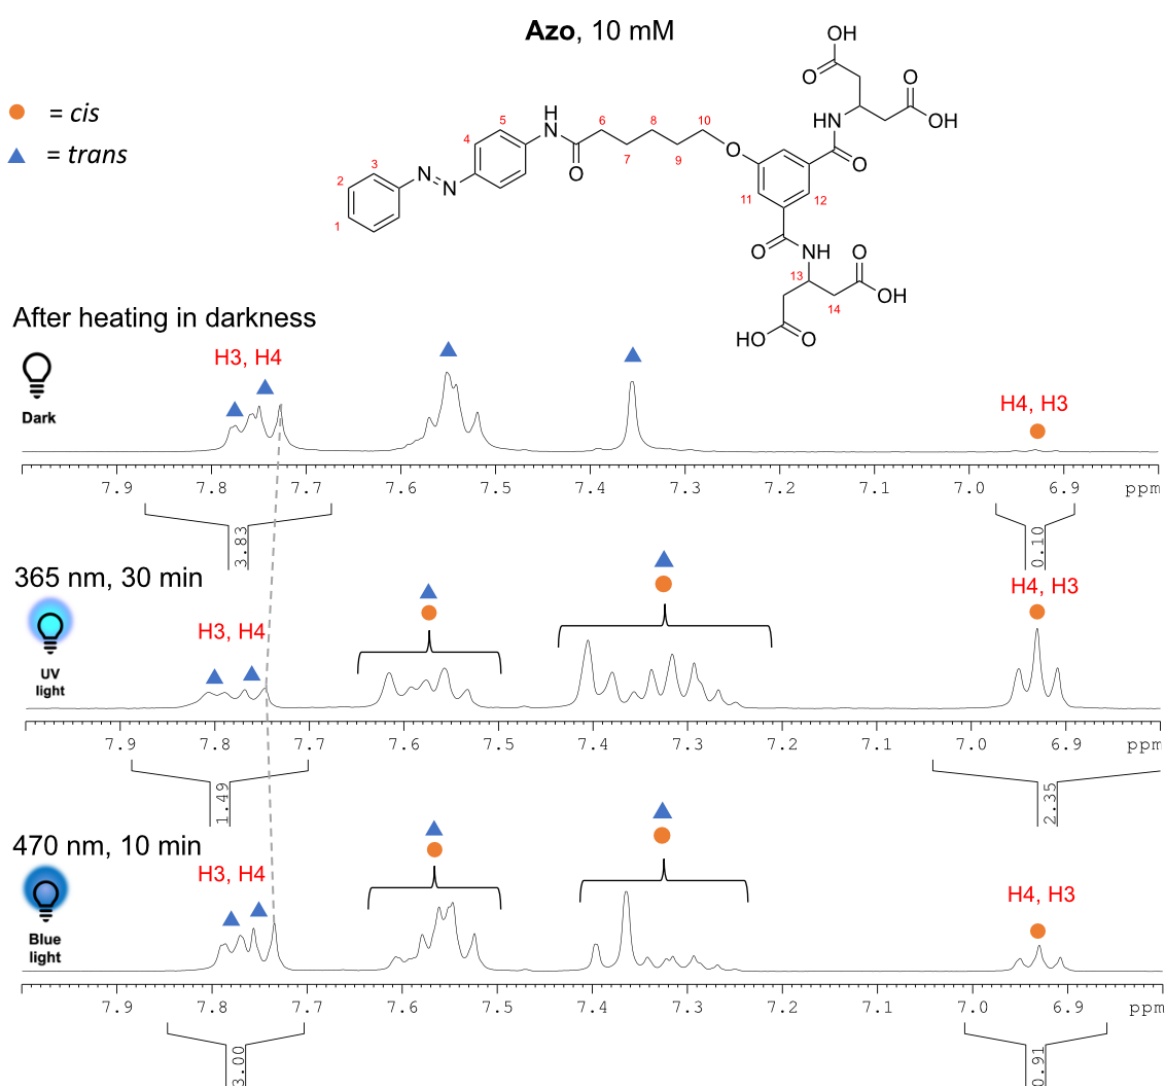 Azo, 10 mM
= cis
= trans
OH
O
O
OH
H
N
O
O
HN
O
N
N
O
NH
O
OH
HO
O
1
2
3
4
5
6
7
8
9
10
11
12
13
14
After heating in darkness
Dark
H3, H4
H4, H3
7.9 7.8 7.7 7.6 7.5 7.4 7.3 7.2 7.1 7.0 6.9 ppm
3.83 0.10
365 nm, 30 min
UV
light
H3, H4
H4, H3
7.9 7.8 7.7 7.6 7.5 7.4 7.3 7.2 7.1 7.0 6.9 ppm
1.49 2.35
470 nm, 10 min
Blue
light
H3, H4
H4, H3
7.9 7.8 7.7 7.6 7.5 7.4 7.3 7.2 7.1 7.0 6.9 ppm
3.00 0.91